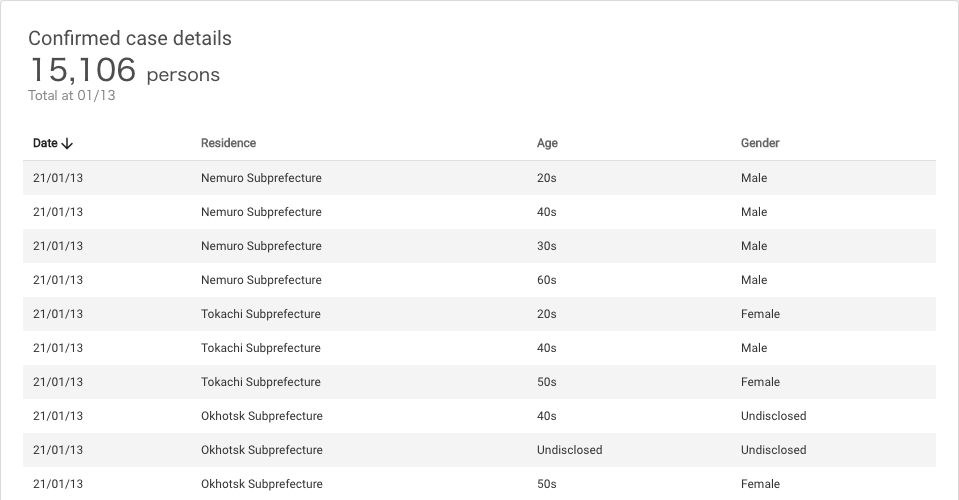 Confirmed case details
15,106 persons
Total at 01/13
Date Residence Age Gender
21/01/13 Nemuro Subprefecture 20s Male
21/01/13 Nemuro Subprefecture 40s Male
21/01/13 Nemuro Subprefecture 30s Male
21/01/13 Nemuro Subprefecture 60s Male
21/01/13 Tokachi Subprefecture 20s Female
21/01/13 Tokachi Subprefecture 40s Male
21/01/13 Tokachi Subprefecture 50s Female
21/01/13 Okhotsk Subprefecture 40s Undisclosed
21/01/13 Okhotsk Subprefecture Undisclosed Undisclosed
21/01/13 Okhotsk Subprefecture 50s Female